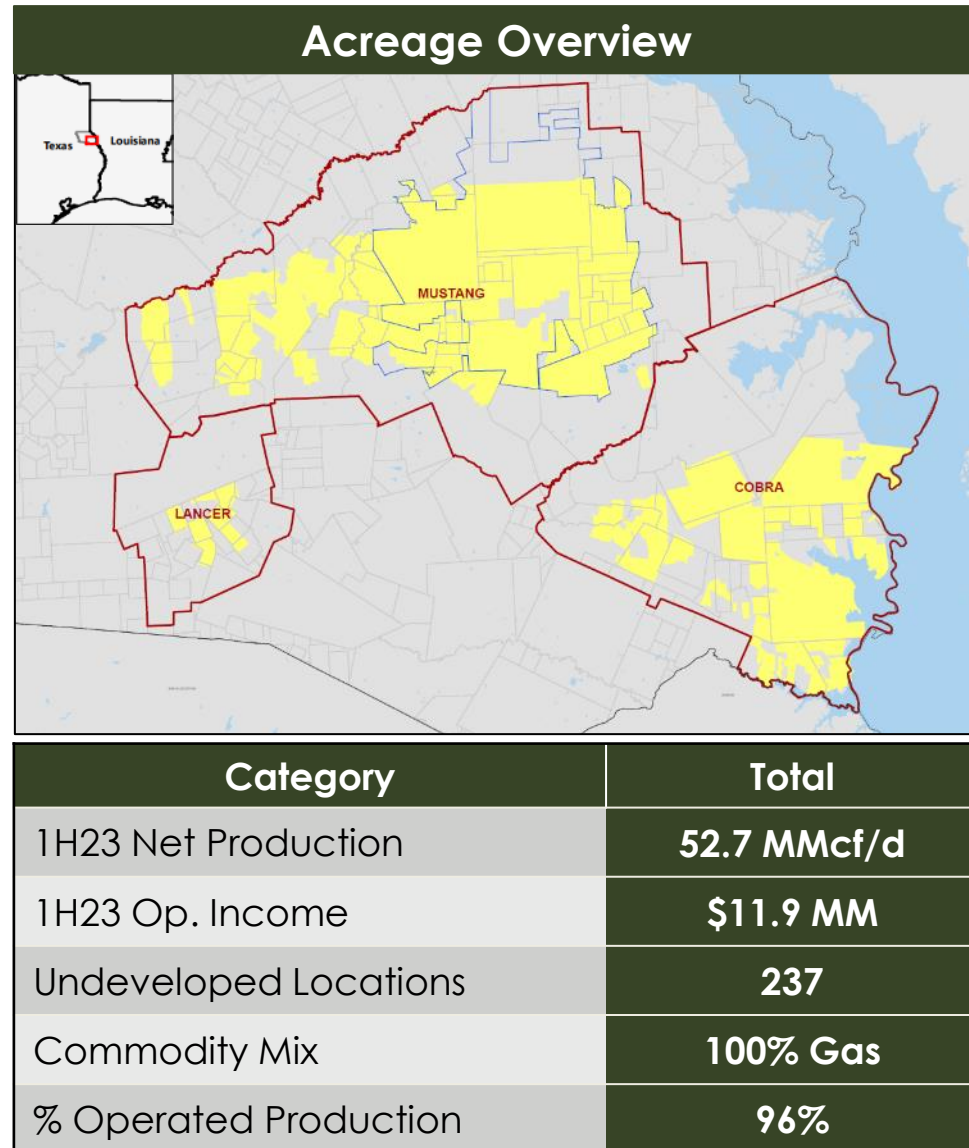 Acreage Overview
Texas
Louisiana
MUSTANG
LANCER
COBRA
Category Total
1H23 Net Production 52.7 MMcf/d
1H23 Op. Income $11.9 MM
Undeveloped Locations 237
Commodity Mix 100% Gas
% Operated Production 96%